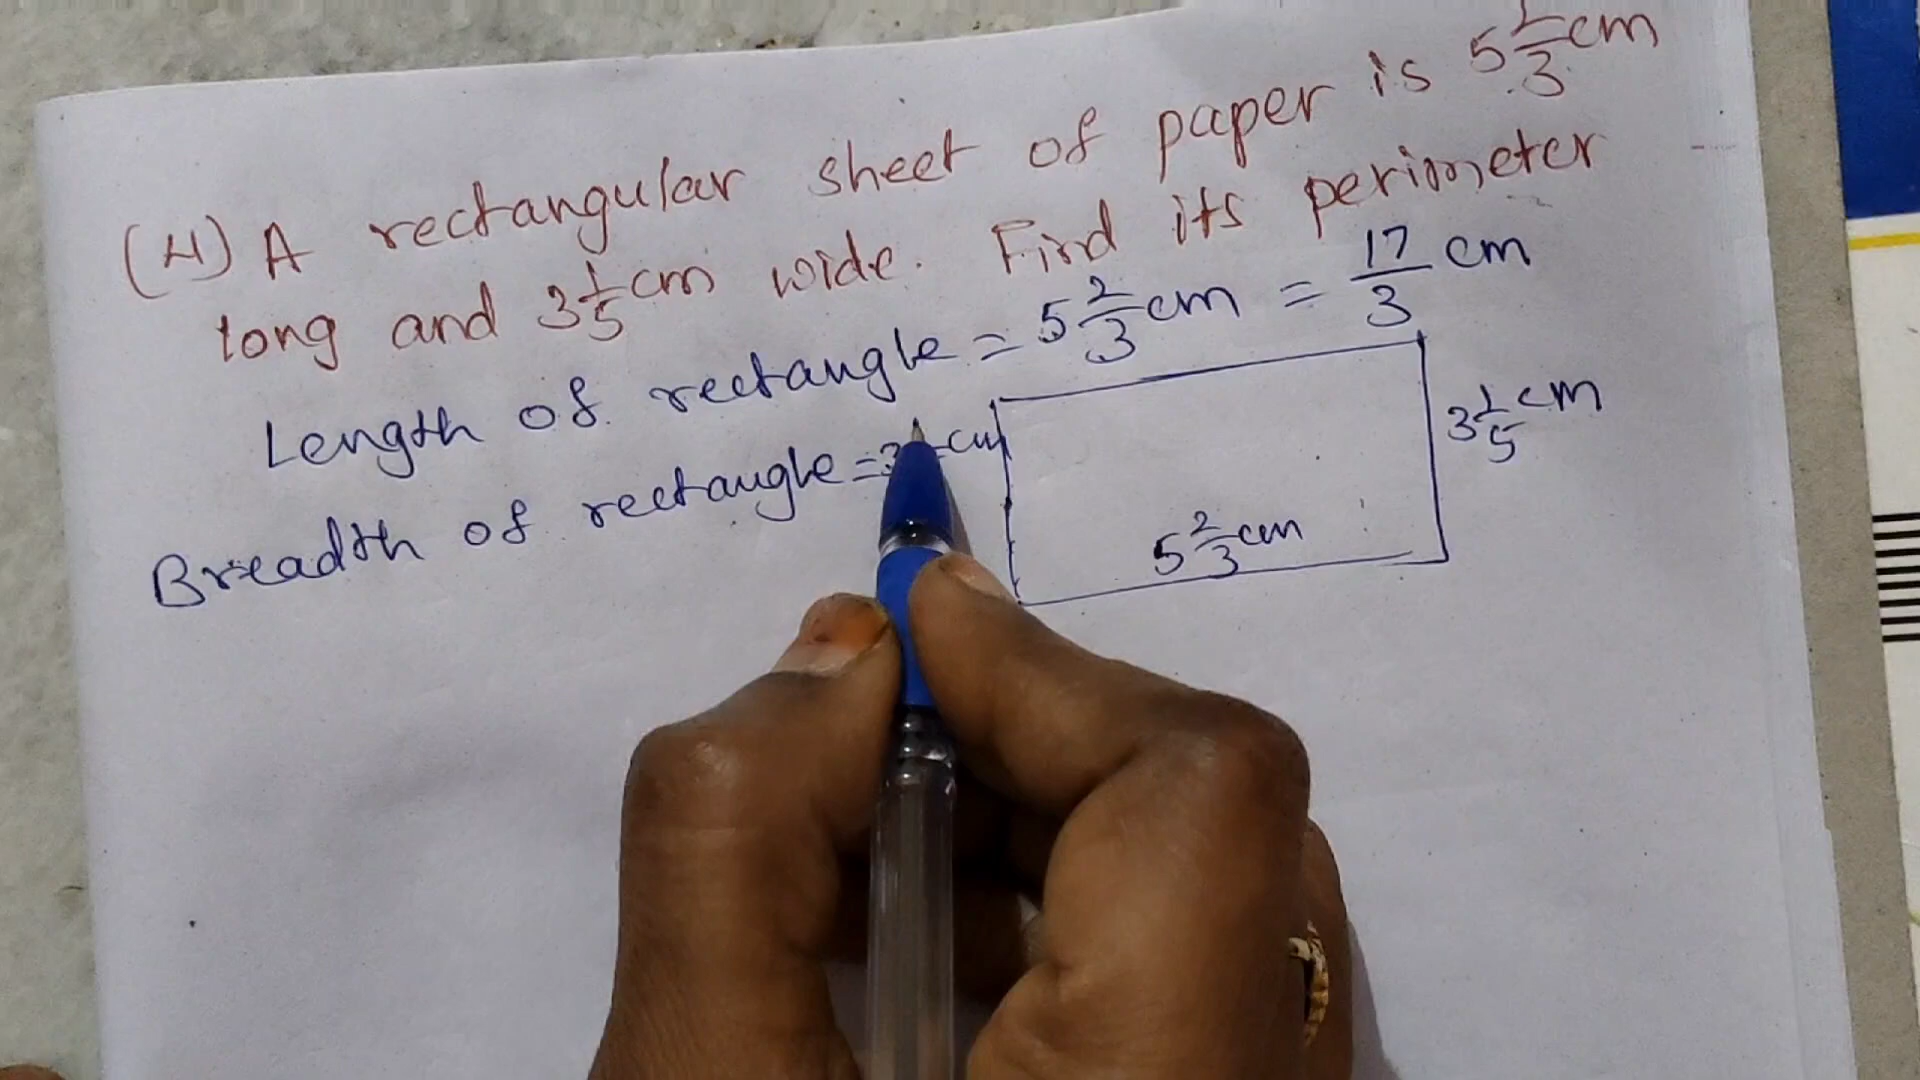 (4) A rectangular sheet of paper is 5 2/3 cm
long and 3 1/5 cm wide. Find its perimeter
Length of rectangle = 5 2/3 cm = 17/3 cm
Breadth of rectangle = 3 cm
3 1/5 cm
5 2/3 cm